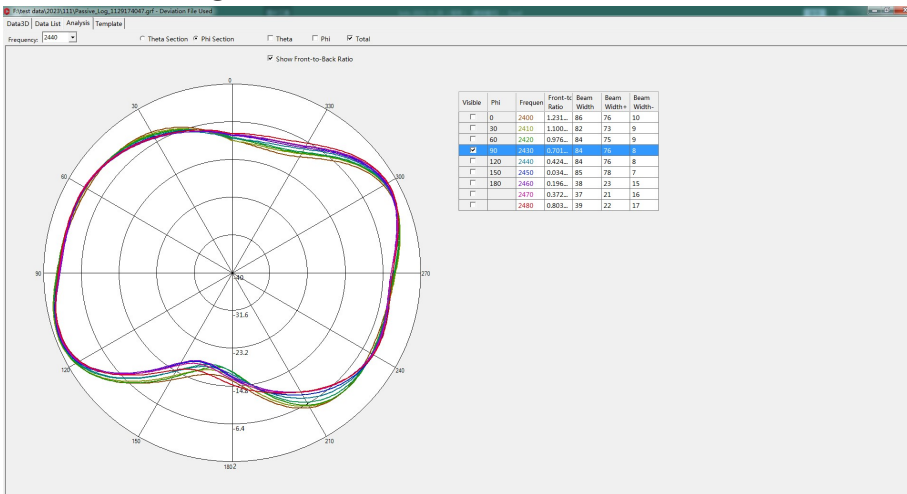 F:\test data\2023\111\Passive_Log_1129174047.grf - Deviation File Used
Data3D Data List Analysis Template
Frequency: 2440 Theta Section Phi Section Theta Phi Total
Show Front-to-Back Ratio
0
30 330
60 300
90 270
120 240
150 210
180
-40
-31.6
-23.2
-14.8
-6.4
2
Visible Phi Frequen Front-to Ratio Beam Width Beam Width+ Beam Width-
0 2400 1.231... 86 76 10
30 2410 1.100... 82 73 9
60 2420 0.976... 84 75 9
90 2430 0.701... 84 76 8
120 2440 0.424... 84 76 8
150 2450 0.034... 85 78 7
180 2460 0.196... 38 23 15
2470 0.372... 37 21 16
2480 0.803... 39 22 17